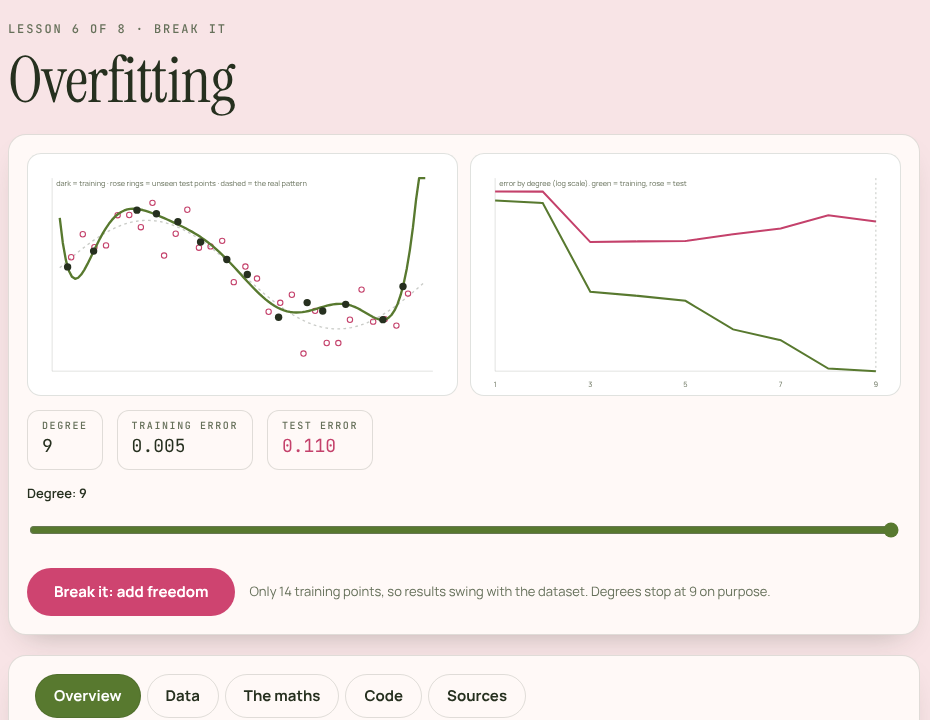 LESSON 6 OF 8 · BREAK IT
Overfitting
dark = training · rose rings = unseen test points · dashed = the real pattern
error by degree (log scale). green = training, rose = test
1 3 5 7 9
DEGREE
9
TRAINING ERROR
0.005
TEST ERROR
0.110
Degree: 9
Break it: add freedom
Only 14 training points, so results swing with the dataset. Degrees stop at 9 on purpose.
Overview
Data
The maths
Code
Sources